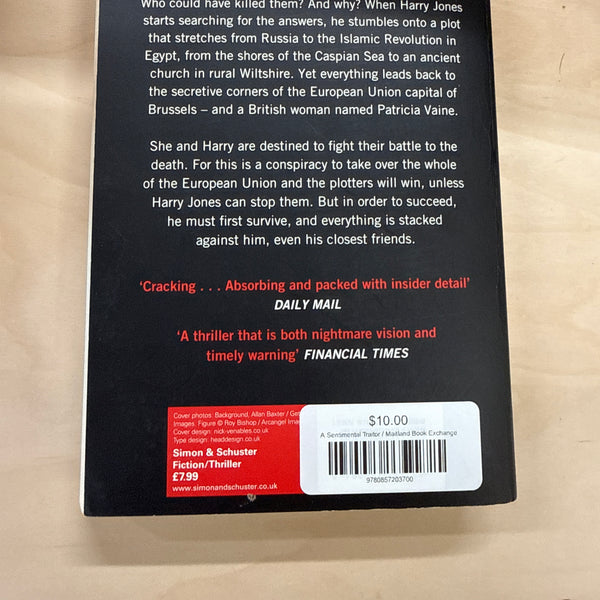 Who could have killed them? And why? When Harry Jones
starts searching for the answers, he stumbles onto a plot
that stretches from Russia to the Islamic Revolution in
Egypt, from the shores of the Caspian Sea to an ancient
church in rural Wiltshire. Yet everything leads back to
the secretive corners of the European Union capital of
Brussels – and a British woman named Patricia Vaine.
She and Harry are destined to fight their battle to the
death. For this is a conspiracy to take over the whole
of the European Union and the plotters will win, unless
Harry Jones can stop them. But in order to succeed,
he must first survive, and everything is stacked
against him, even his closest friends.
‘Cracking . . . Absorbing and packed with insider detail’
DAILY MAIL
‘A thriller that is both nightmare vision and
timely warning’ FINANCIAL TIMES
Cover photos: Background, Allan Baxter / Get
Images. Figure © Roy Bishop / Arcangel Ima
Cover design: nick-venables.co.uk
Type design: headdesign.co.uk
Simon & Schuster
Fiction/Thriller
£7.99
www.simonandschuster.co.uk
$10.00
A Sentimental Traitor / Maitland Book Exchange
9780857203700